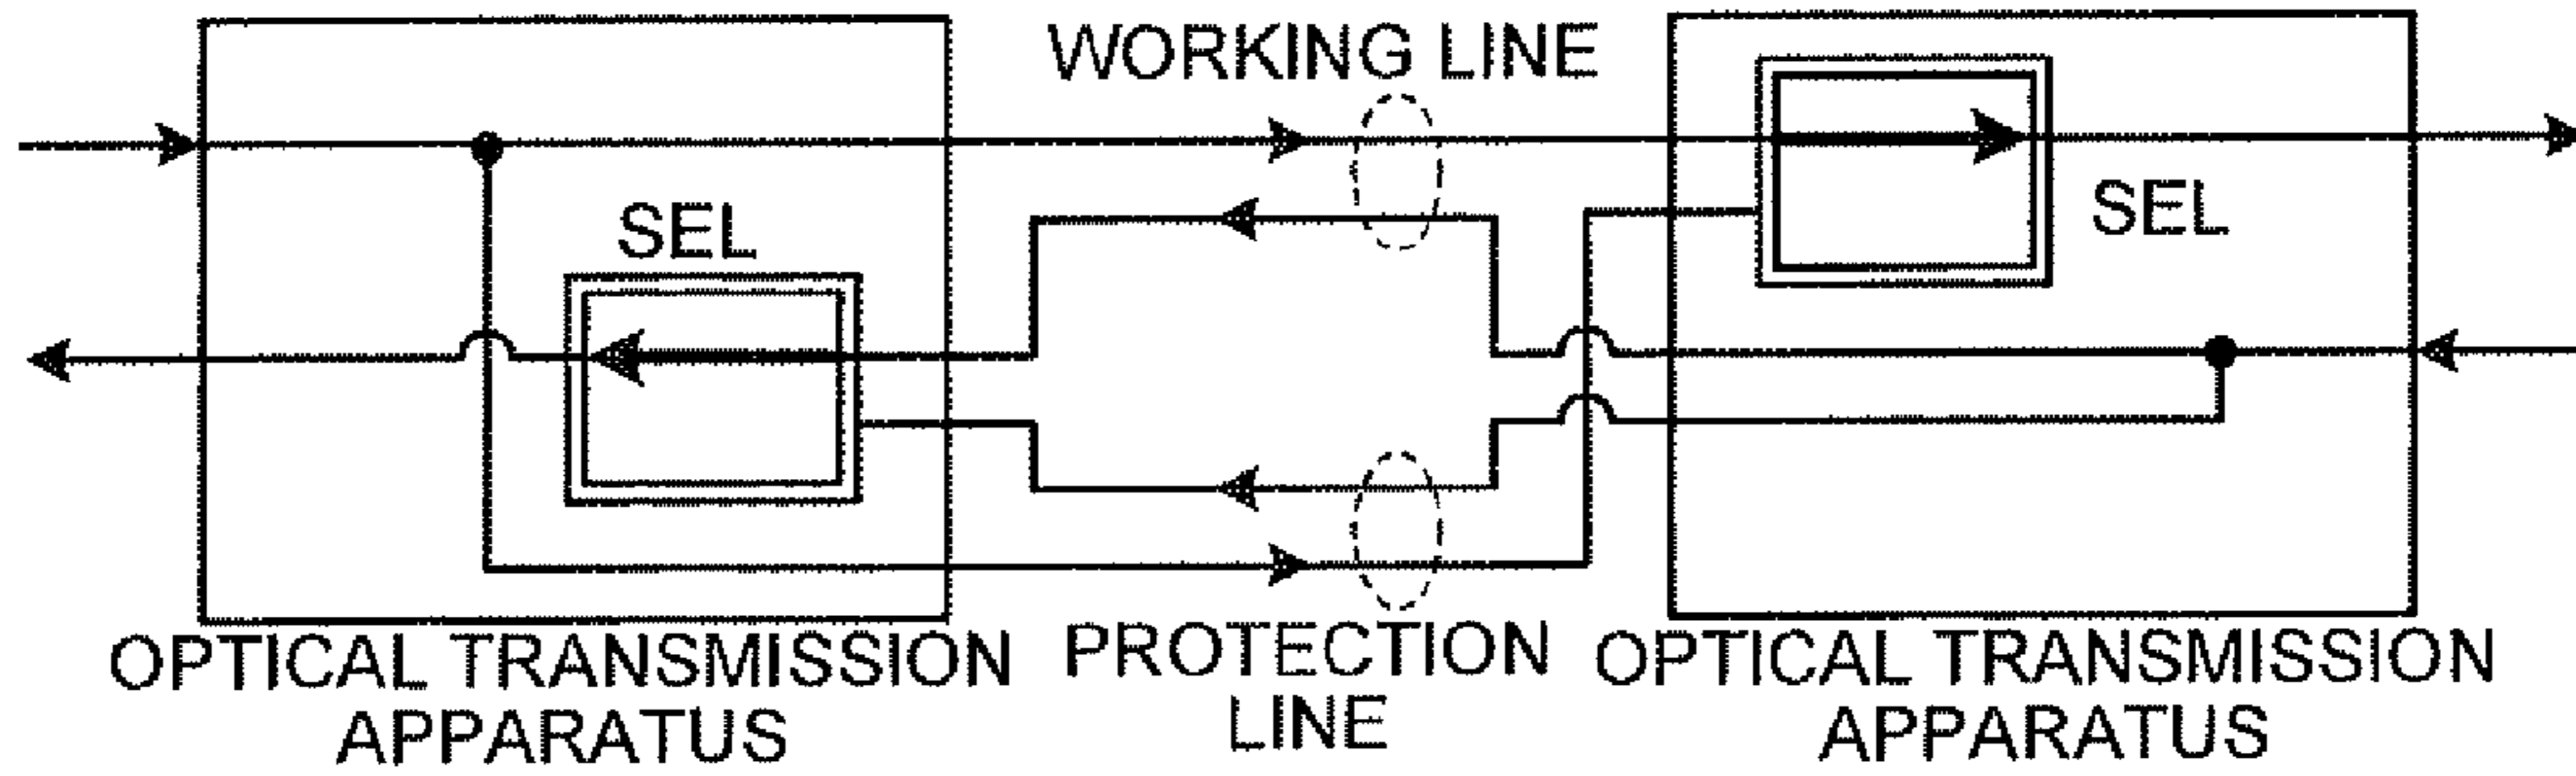 WORKING LINE
SEL
SEL
OPTICAL TRANSMISSION
APPARATUS
PROTECTION
LINE
OPTICAL TRANSMISSION
APPARATUS